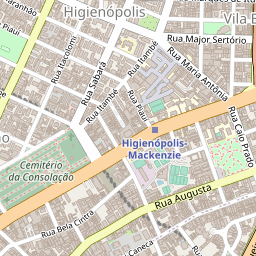 Maranhão
Higienópolis
Vila B
Piauí
Rua Itacolomi
Rua Itambé
Rua Major Sertório
Rua Sabará
Rua Maria Antônia
Rua Itambé
Rua Piauí
Rua Caio Prado
Higienópolis-
Mackenzie
Cemitério
da Consolação
Rua Piauí
Rua Augusta
Rua Bela Cintra
Caneca